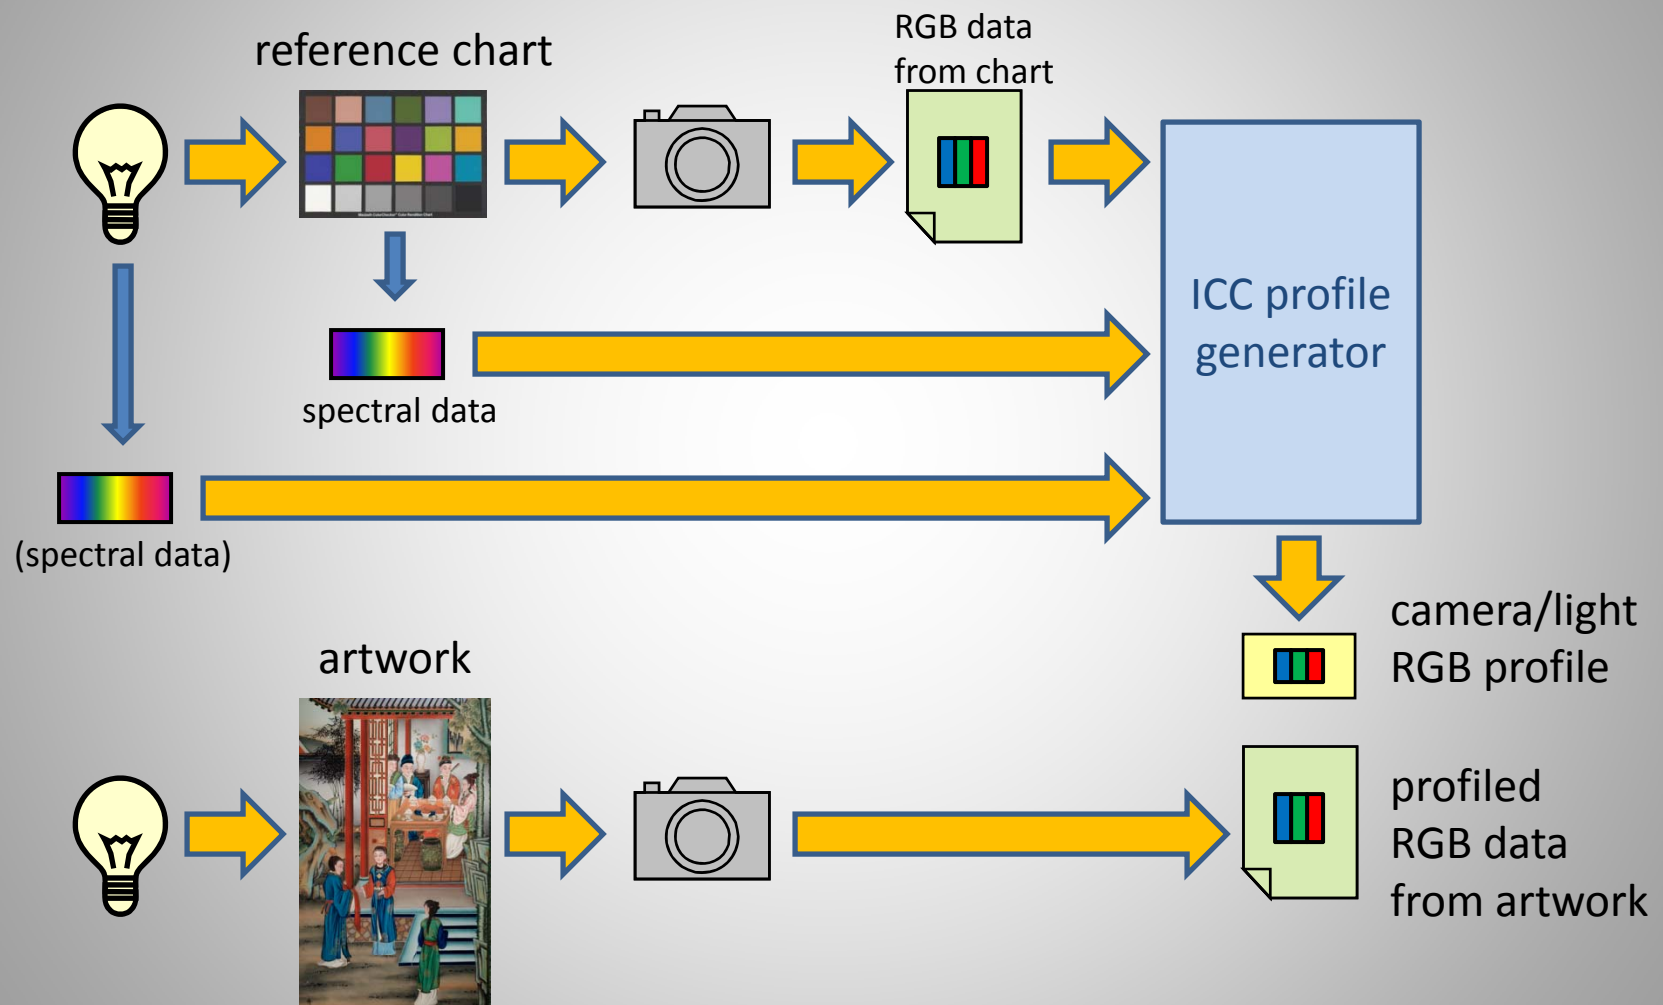 reference chart
RGB data
from chart
ICC profile
generator
spectral data
(spectral data)
camera/light
RGB profile
artwork
profiled
RGB data
from artwork